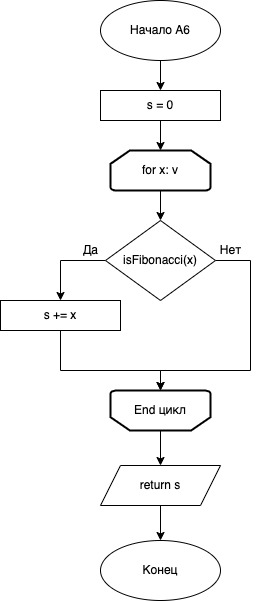 Начало А6
s = 0
for x: v
isFibonacci(x)
Да
Нет
s += x
End цикл
return s
Конец